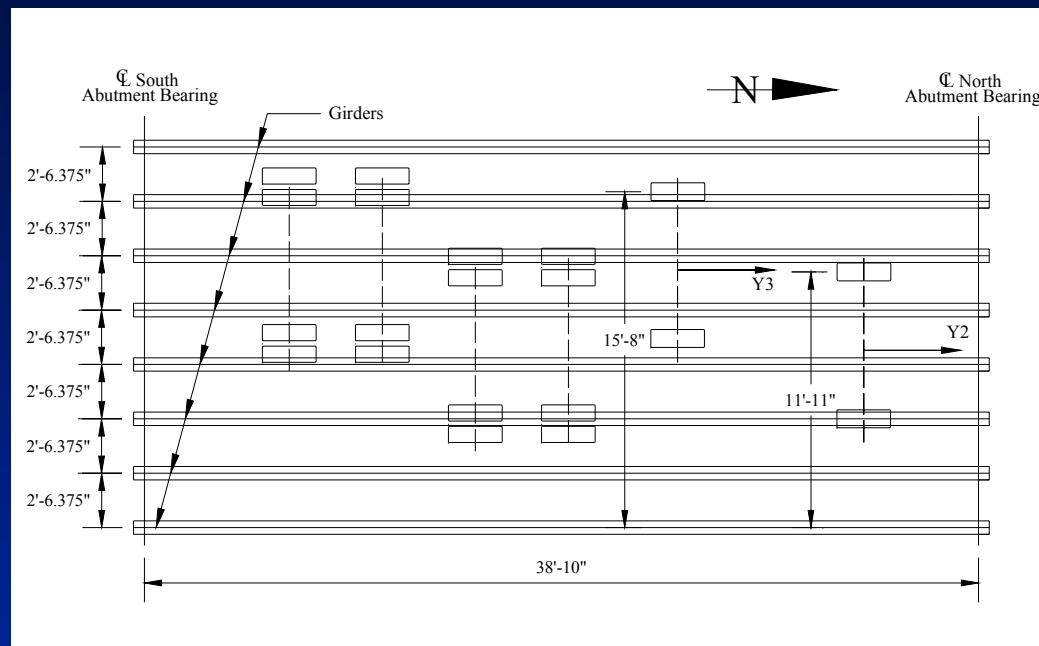 ℄ South
Abutment Bearing
N
℄ North
Abutment Bearing
Girders
2'-6.375"
2'-6.375"
2'-6.375"
2'-6.375"
2'-6.375"
2'-6.375"
2'-6.375"
Y3
Y2
15'-8"
11'-11"
38'-10"